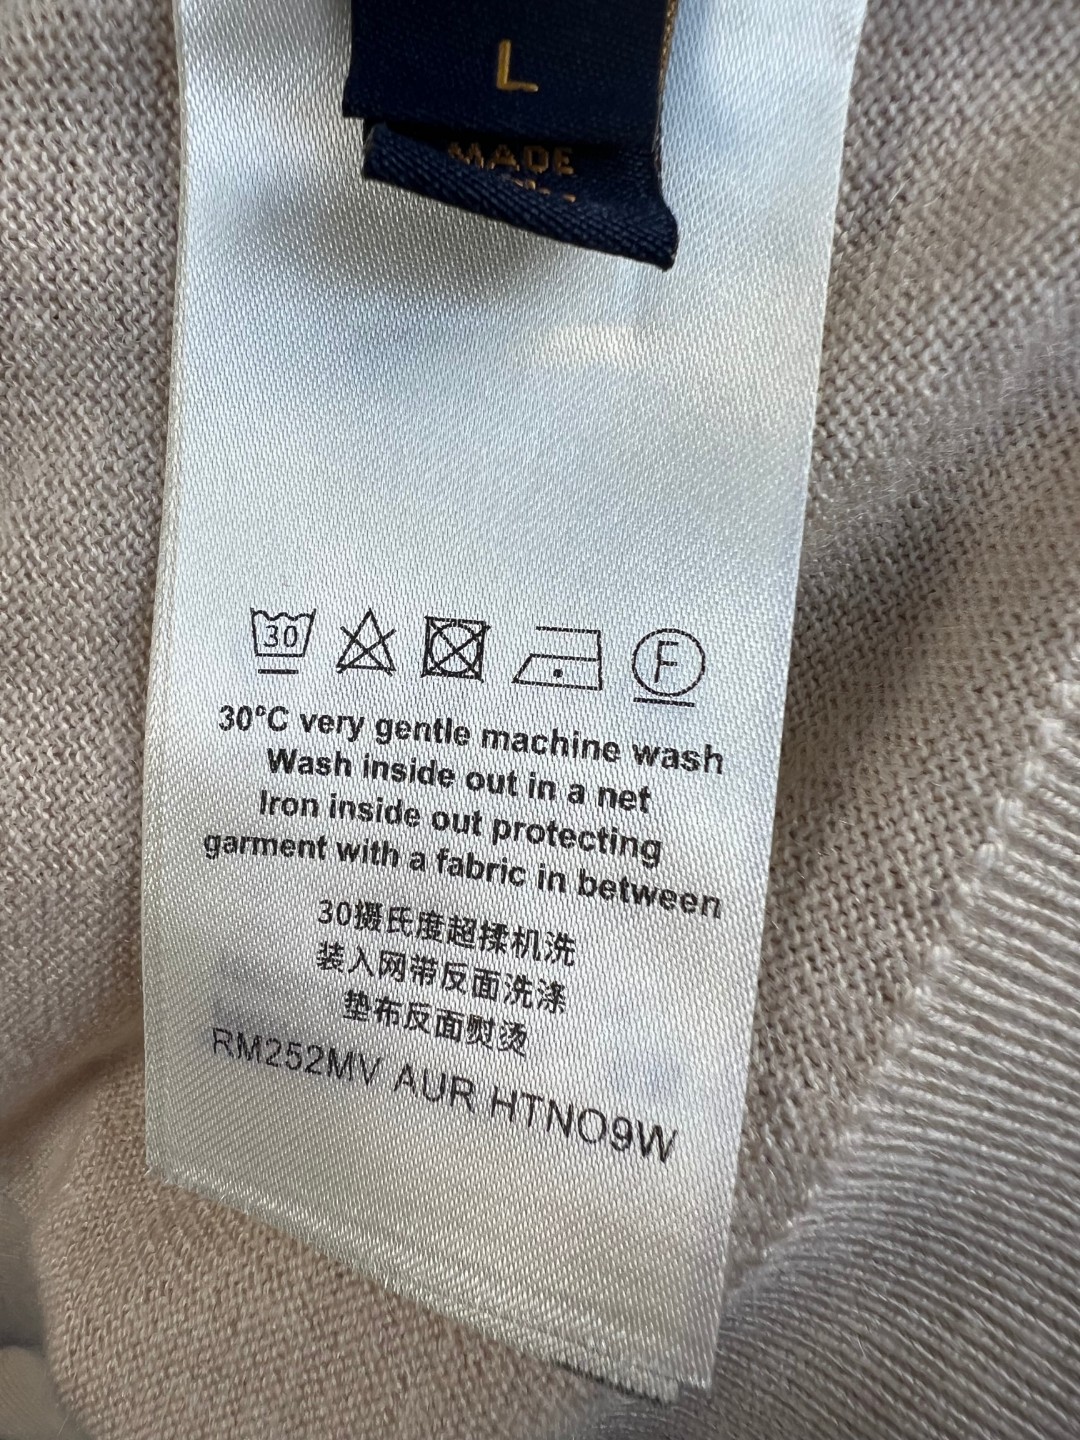 L
MADE
30
F
30°C very gentle machine wash
Wash inside out in a net
Iron inside out protecting
garment with a fabric in between
30摄氏度超揉机洗
装入网带反面洗涤
垫布反面熨烫
RM252MV AUR HTNO9W